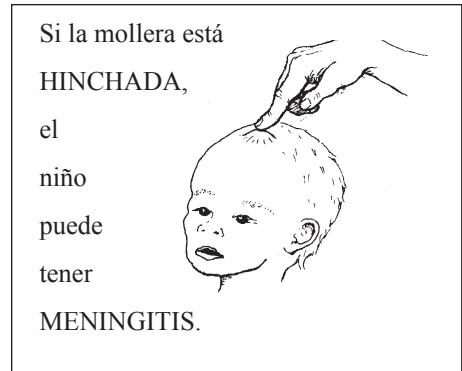 Si la mollera está
HINCHADA,
el
niño
puede
tener
MENINGITIS.